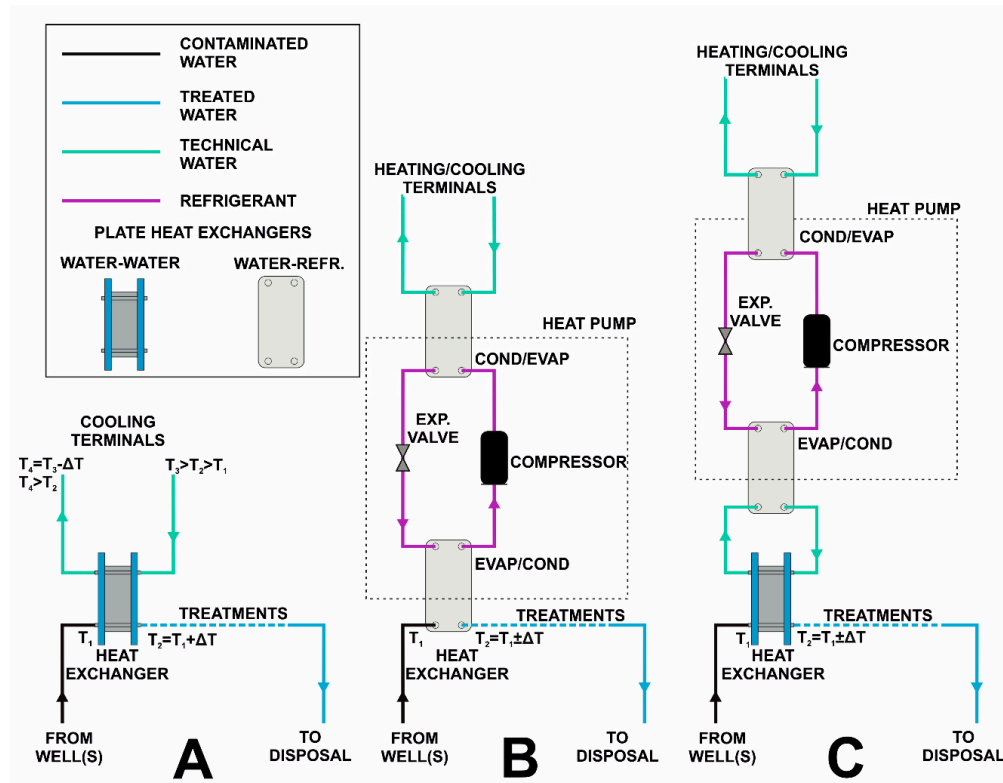 CONTAMINATED
WATER
TREATED
WATER
TECHNICAL
WATER
REFRIGERANT
PLATE HEAT EXCHANGERS
WATER-WATER
WATER-REFR.
COOLING
TERMINALS
T₄=T₃-ΔT
T₄>T₂
T₃>T₂>T₁
TREATMENTS
T₁
T₂=T₁+ΔT
HEAT
EXCHANGER
FROM
WELL(S)
A
TO
DISPOSAL
HEATING/COOLING
TERMINALS
HEAT PUMP
COND/EVAP
EXP.
VALVE
COMPRESSOR
EVAP/COND
TREATMENTS
T₁
T₂=T₁±ΔT
HEAT
EXCHANGER
FROM
WELL(S)
B
TO
DISPOSAL
HEATING/COOLING
TERMINALS
HEAT PUMP
COND/EVAP
EXP.
VALVE
COMPRESSOR
EVAP/COND
TREATMENTS
T₁
T₂=T₁±ΔT
HEAT
EXCHANGER
FROM
WELL(S)
C
TO
DISPOSAL